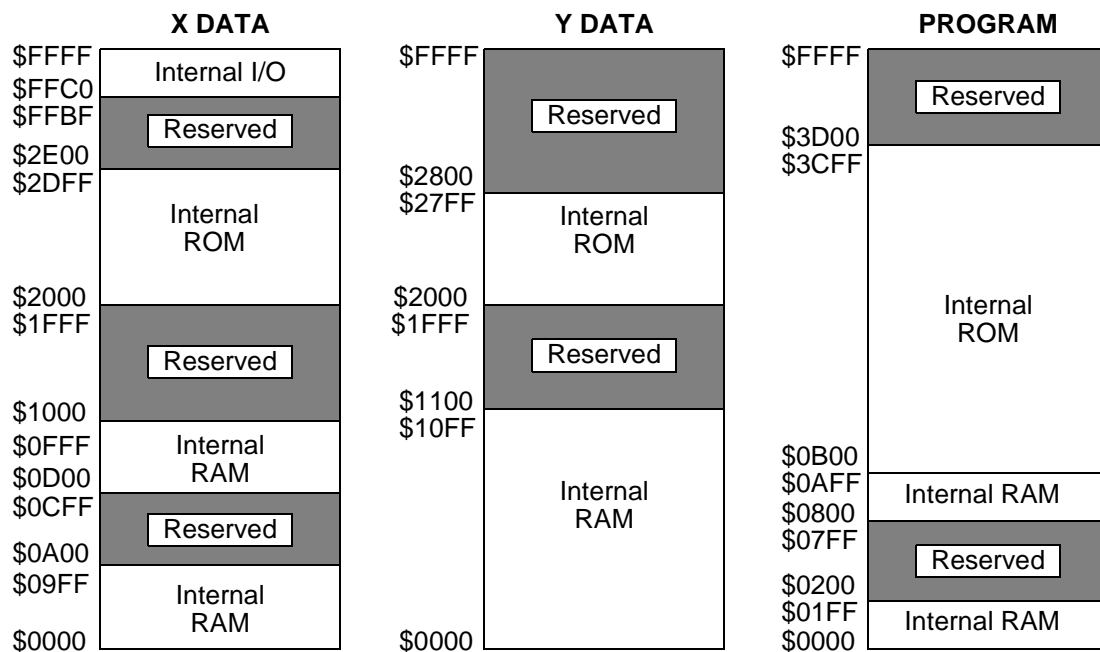 X DATA
$FFFF
Internal I/O
$FFC0
$FFBF
Reserved
$2E00
$2DFF
Internal
ROM
$2000
$1FFF
Reserved
$1000
$0FFF
Internal
RAM
$0D00
$0CFF
Reserved
$0A00
$09FF
Internal
RAM
$0000
Y DATA
$FFFF
Reserved
$2800
$27FF
Internal
ROM
$2000
$1FFF
Reserved
$1100
$10FF
Internal
RAM
$0000
PROGRAM
$FFFF
Reserved
$3D00
$3CFF
Internal
ROM
$0B00
$0AFF
Internal RAM
$0800
$07FF
Reserved
$0200
$01FF
Internal RAM
$0000